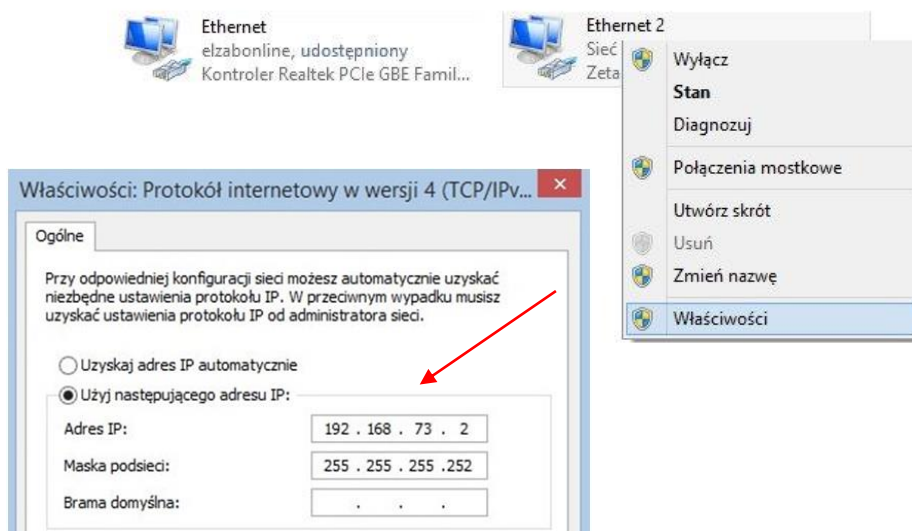 Ethernet
elzabonline, udostępniony
Kontroler Realtek PCIe GBE Famil...
Ethernet 2
Sieć
Zeta
Wyłącz
Stan
Diagnozuj
Połączenia mostkowe
Utwórz skrót
Usuń
Zmień nazwę
Właściwości
Właściwości: Protokół internetowy w wersji 4 (TCP/IPv...
Ogólne
Przy odpowiedniej konfiguracji sieci możesz automatycznie uzyskać
niezbędne ustawienia protokołu IP. W przeciwnym wypadku musisz
uzyskać ustawienia protokołu IP od administratora sieci.
Uzyskaj adres IP automatycznie
Użyj następującego adresu IP:
Adres IP: 192 . 168 . 73 . 2
Maska podsieci: 255 . 255 . 255 .252
Brama domyślna: . . .